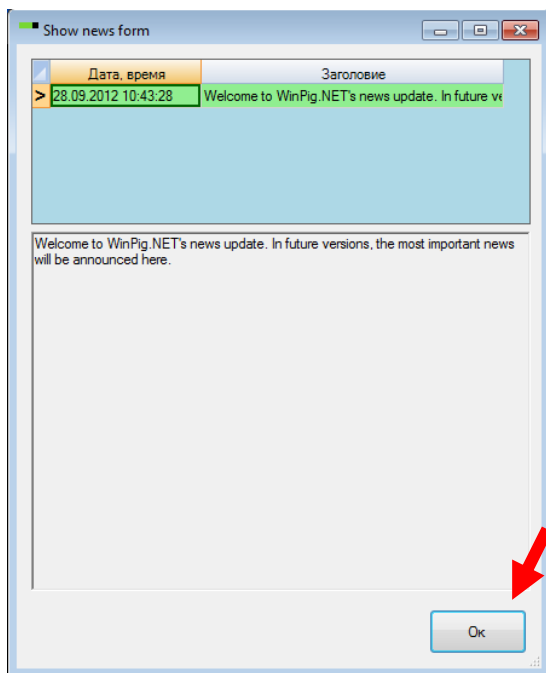 Show news form
Дата, время Заголовие
> 28.09.2012 10:43:28 Welcome to WinPig.NET's news update. In future ve
Welcome to WinPig.NET's news update. In future versions, the most important news
will be announced here.
Ок